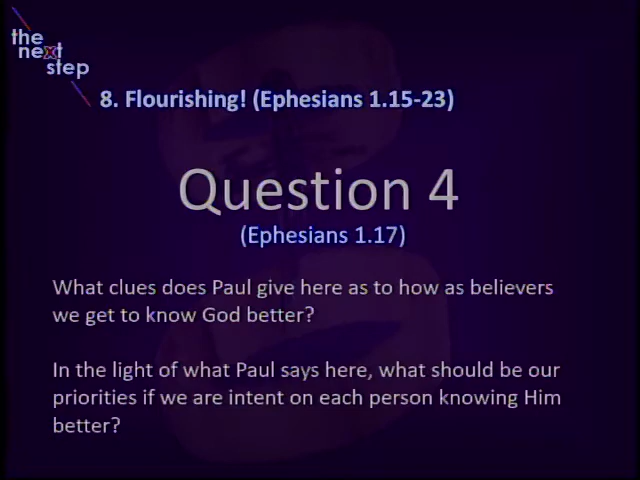 the
next
step
8. Flourishing! (Ephesians 1.15-23)
Question 4
(Ephesians 1.17)
What clues does Paul give here as to how as believers
we get to know God better?
In the light of what Paul says here, what should be our
priorities if we are intent on each person knowing Him
better?